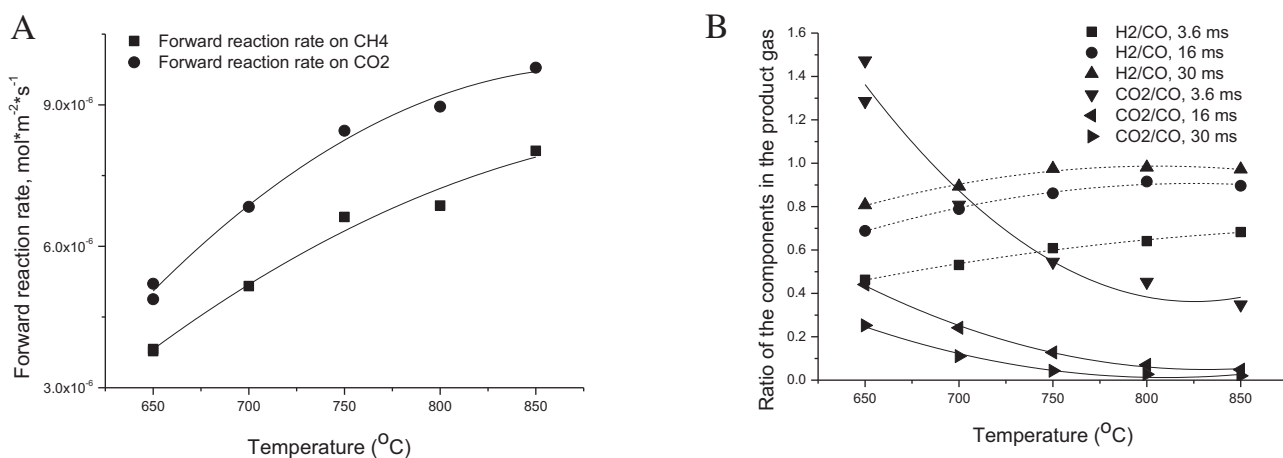 A
Forward reaction rate on CH4
Forward reaction rate on CO2
Forward reaction rate, mol*m-2*s-1
9.0x10-6
6.0x10-6
3.0x10-6
650 700 750 800 850
Temperature (OC)
B
H2/CO, 3.6 ms
H2/CO, 16 ms
H2/CO, 30 ms
CO2/CO, 3.6 ms
CO2/CO, 16 ms
CO2/CO, 30 ms
Ratio of the components in the product gas
1.6
1.4
1.2
1.0
0.8
0.6
0.4
0.2
0.0
650 700 750 800 850
Temperature (OC)